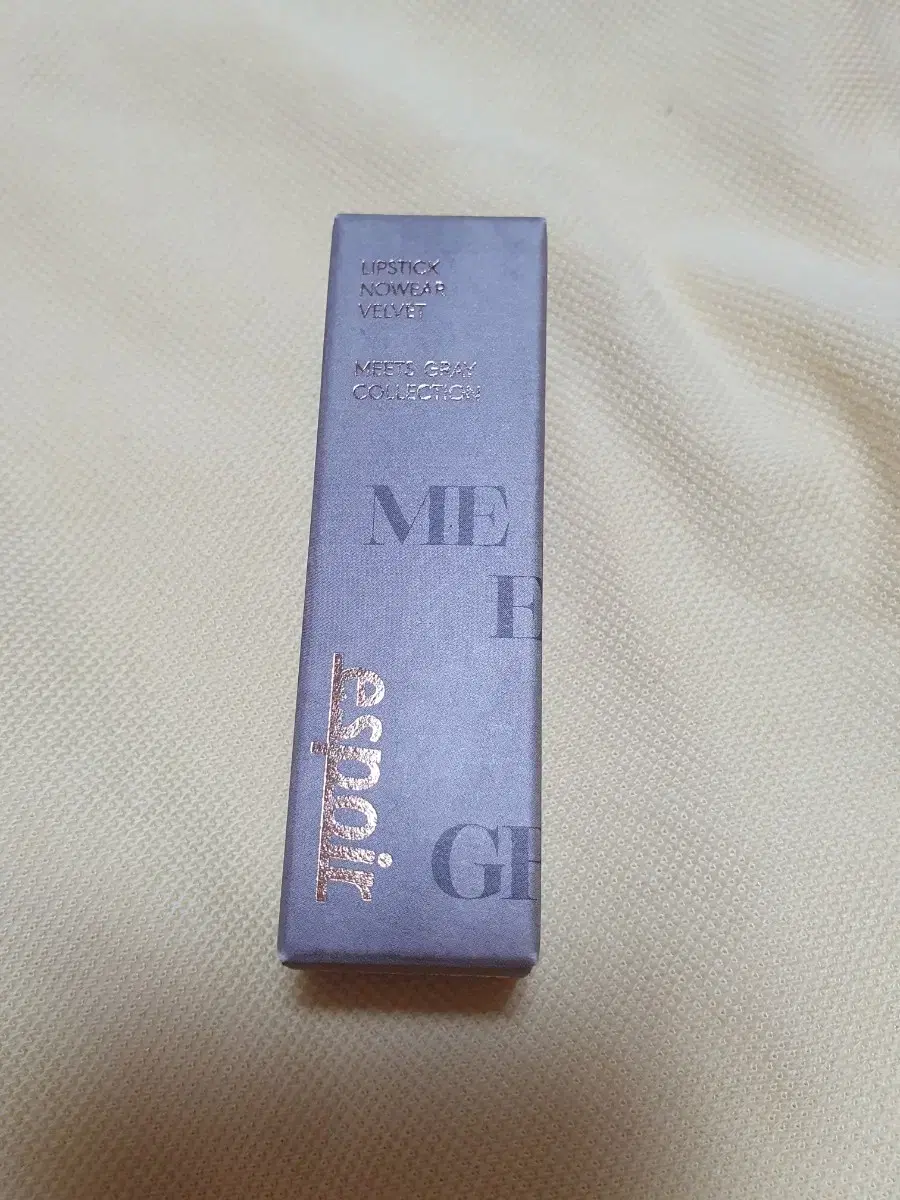 LIPSTICK
NOWEAR
VELVET
MEETS GRAY
COLLECTION
ME
E
GR
espoir